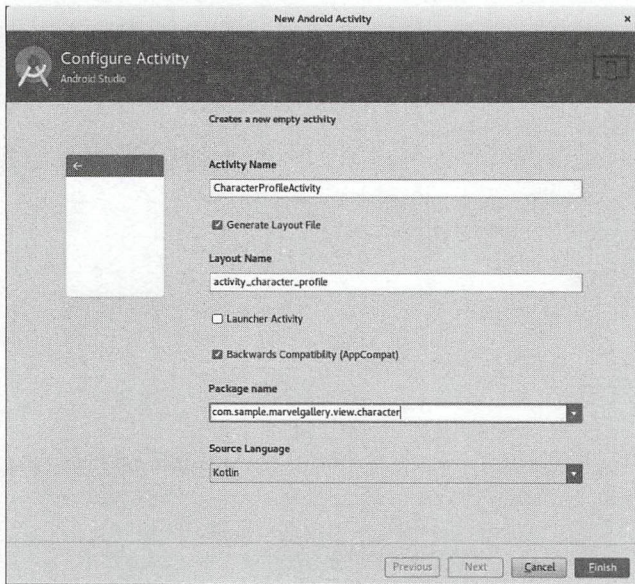 New Android Activity
Configure Activity
Android Studio
Creates a new empty activity
Activity Name
CharacterProfileActivity
Generate Layout File
Layout Name
activity_character_profile
Launcher Activity
Backwards Compatiblity (AppCompat)
Package name
com.sample.marvelgallery.view.character
Source Language
Kotlin
Previous
Next
Cancel
Finish